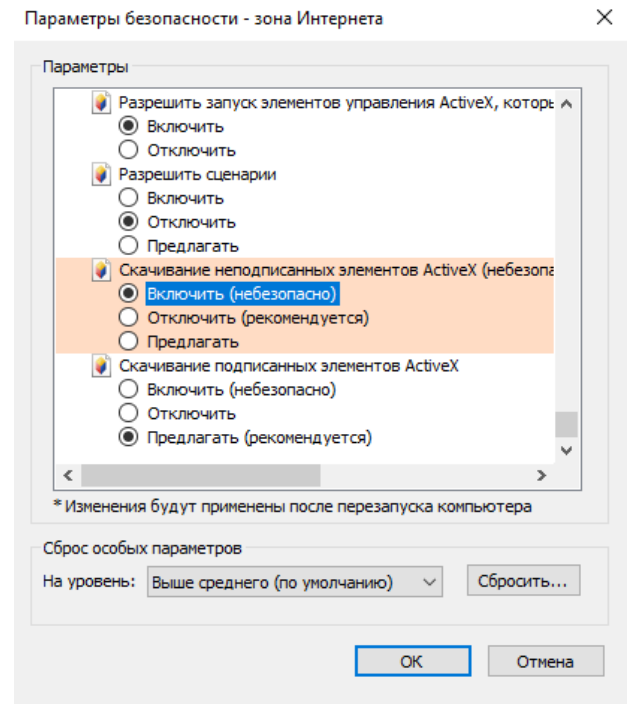 Параметры безопасности - зона Интернета
Параметры
Разрешить запуск элементов управления ActiveX, которы
Включить
Отключить
Разрешить сценарии
Включить
Отключить
Предлагать
Скачивание неподписанных элементов ActiveX (небезопа
Включить (небезопасно)
Отключить (рекомендуется)
Предлагать
Скачивание подписанных элементов ActiveX
Включить (небезопасно)
Отключить
Предлагать (рекомендуется)
* Изменения будут применены после перезапуска компьютера
Сброс особых параметров
На уровень: Выше среднего (по умолчанию) Сбросить...
ОК Отмена